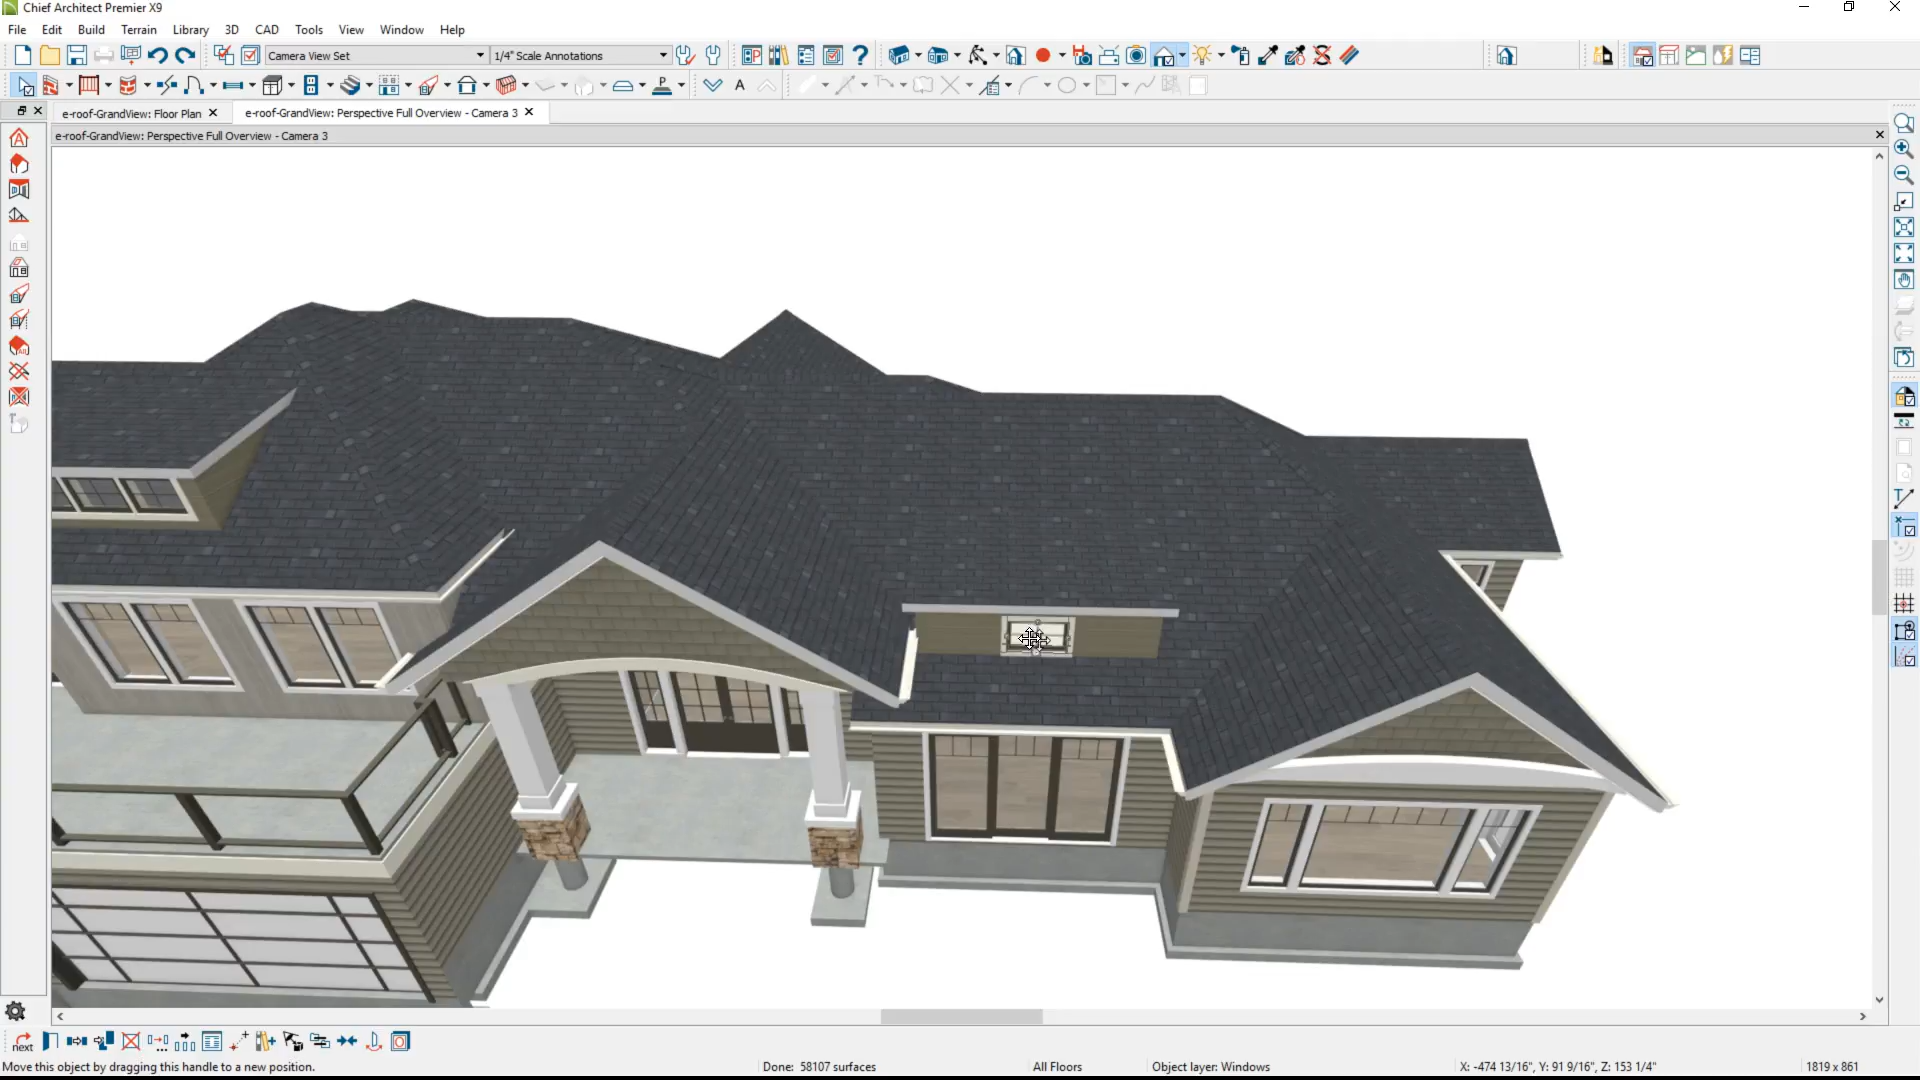 Chief Architect Premier X9
File Edit Build Terrain Library 3D CAD Tools View Window Help
Camera View Set 1/4" Scale Annotations
A
e-roof-GrandView: Floor Plan e-roof-GrandView: Perspective Full Overview - Camera 3
e-roof-GrandView: Perspective Full Overview - Camera 3
next
Move this object by dragging this handle to a new position. Done: 58107 surfaces All Floors Object layer: Windows X: -474 13/16", Y: 91 9/16", Z: 153 1/4" 1819 x 861